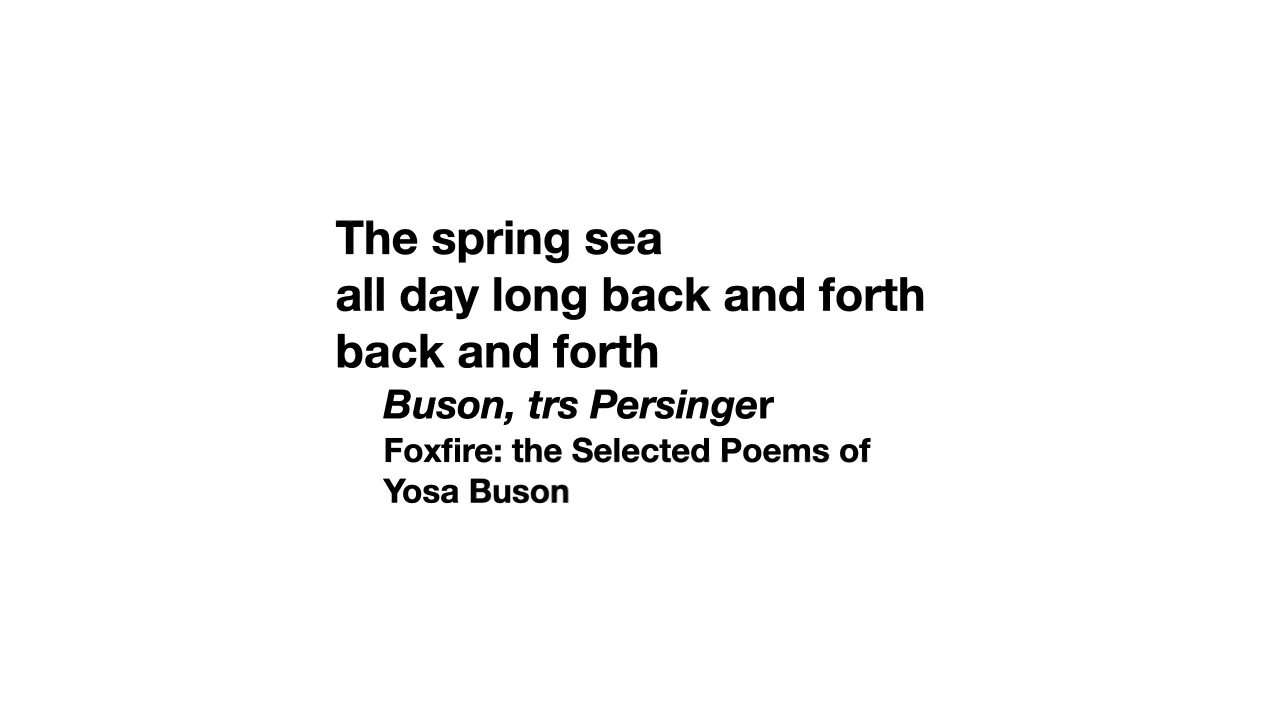 The spring sea
all day long back and forth
back and forth
Buson, trs Persinger
Foxfire: the Selected Poems of
Yosa Buson